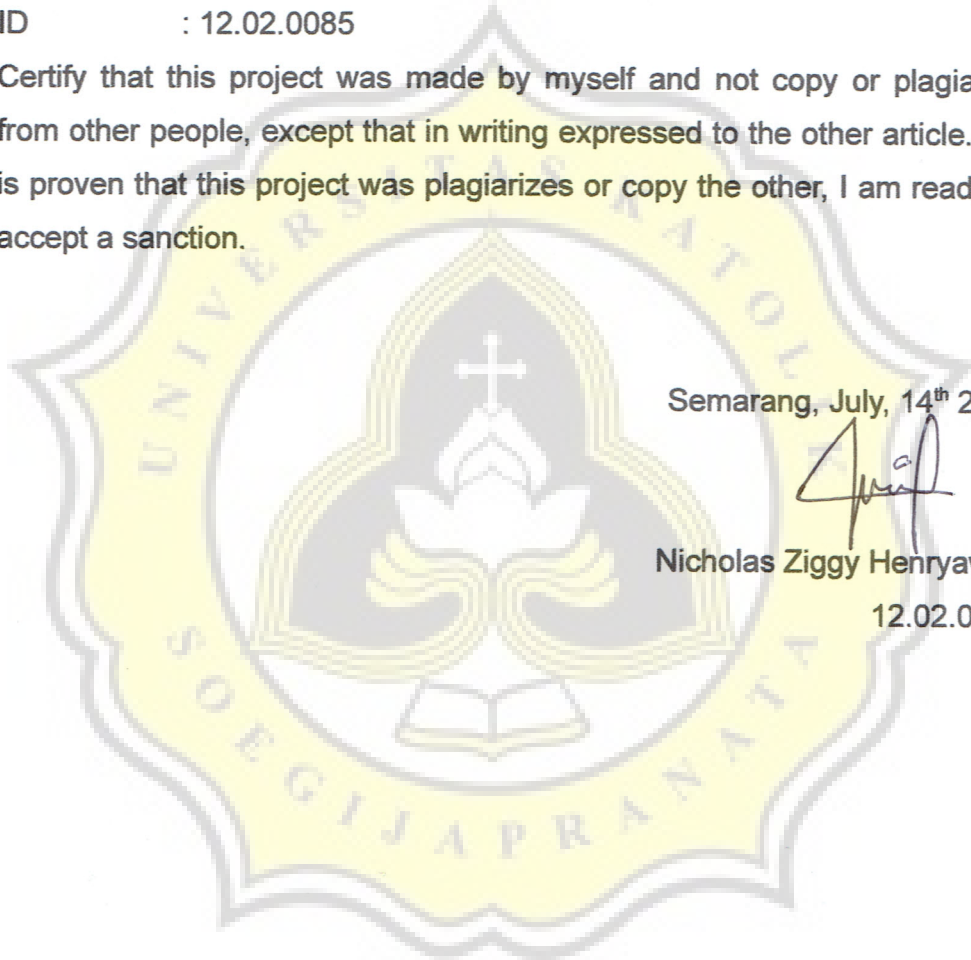 ID : 12.02.0085
Certify that this project was made by myself and not copy or plagia
from other people, except that in writing expressed to the other article.
is proven that this project was plagiarizes or copy the other, I am read
accept a sanction.
Semarang, July, 14th 2
Nicholas Ziggy Henrya
12.02.0
UNIVERSITAS KATOLIK
SOEGIJAPRANATA